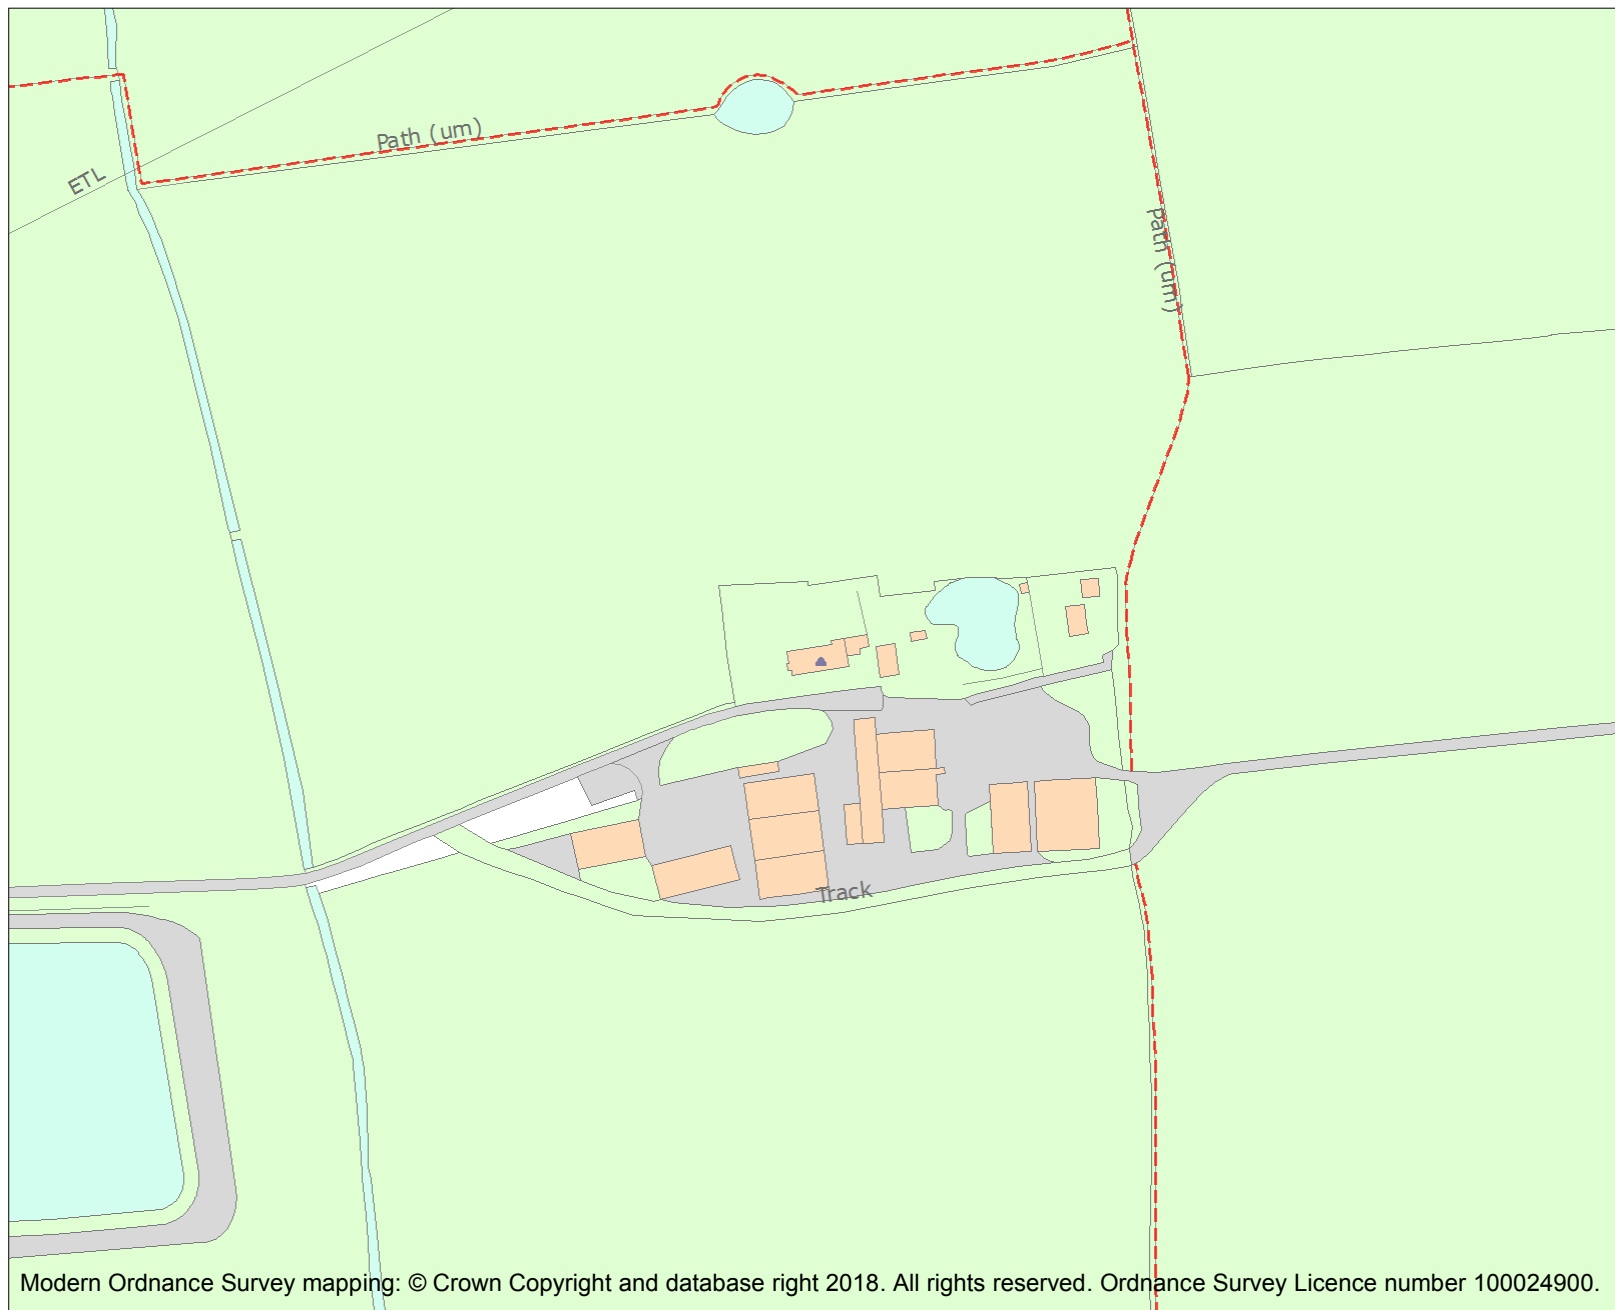 Path (um)
ETL
Path (um)
Track
Modern Ordnance Survey mapping: © Crown Copyright and database right 2018. All rights reserved. Ordnance Survey Licence number 100024900.